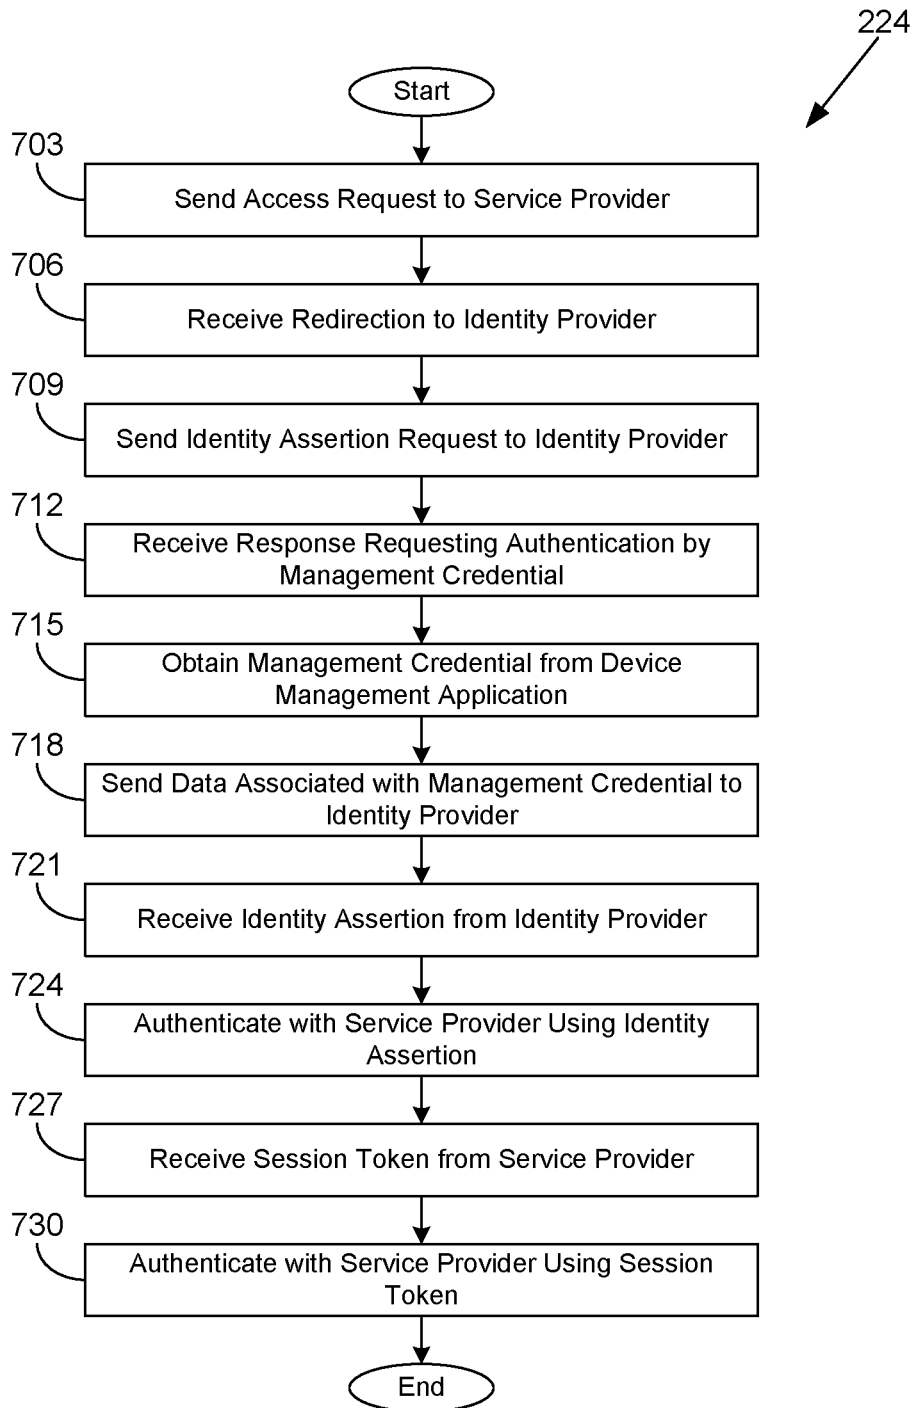 224
Start
703
Send Access Request to Service Provider
706
Receive Redirection to Identity Provider
709
Send Identity Assertion Request to Identity Provider
712
Receive Response Requesting Authentication by
Management Credential
715
Obtain Management Credential from Device
Management Application
718
Send Data Associated with Management Credential to
Identity Provider
721
Receive Identity Assertion from Identity Provider
724
Authenticate with Service Provider Using Identity
Assertion
727
Receive Session Token from Service Provider
730
Authenticate with Service Provider Using Session
Token
End